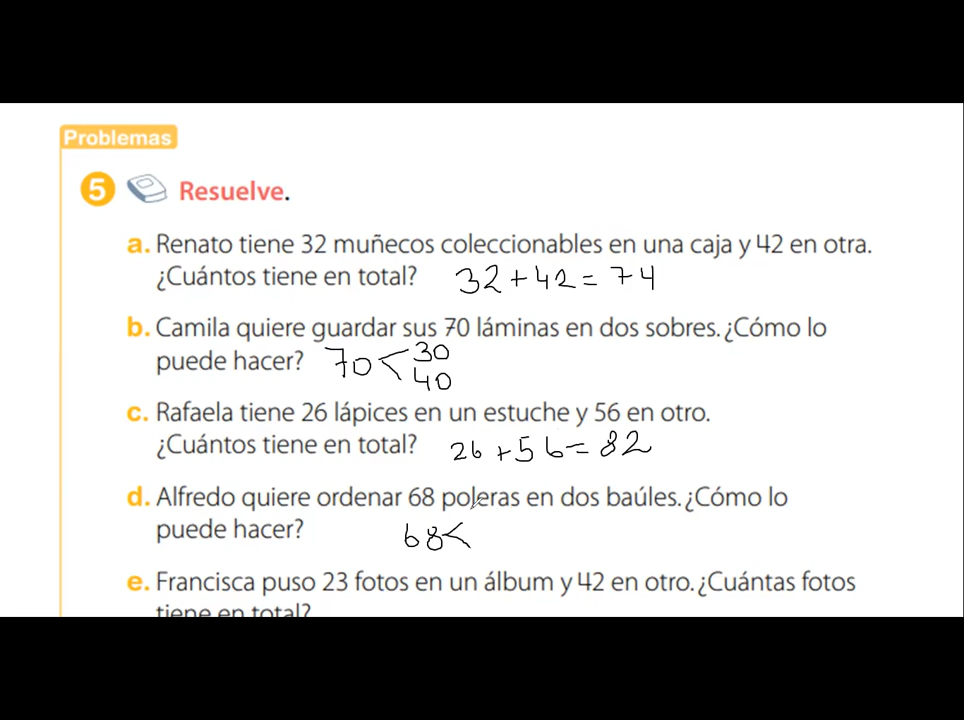 Problemas
5 Resuelve.
a. Renato tiene 32 muñecos coleccionables en una caja y 42 en otra.
¿Cuántos tiene en total? 32 + 42 = 74
b. Camila quiere guardar sus 70 láminas en dos sobres. ¿Cómo lo
puede hacer? 70 < 30
40
c. Rafaela tiene 26 lápices en un estuche y 56 en otro.
¿Cuántos tiene en total? 26 + 56 = 82
d. Alfredo quiere ordenar 68 poleras en dos baúles. ¿Cómo lo
puede hacer? 68 <
e. Francisca puso 23 fotos en un álbum y 42 en otro. ¿Cuántas fotos
tiene en total?